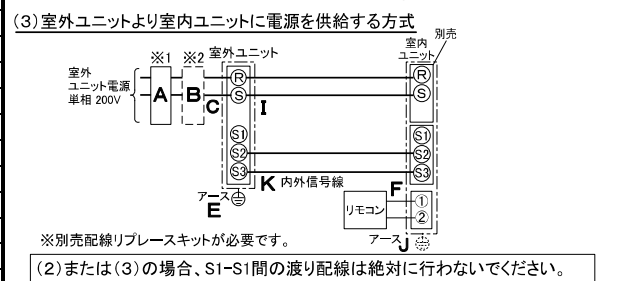 (3)室外ユニットより室内ユニットに電源を供給する方式
別売
※1 ※2 室外ユニット 室内ユニット
室外
ユニット電源
単相 200V
A B C I
R R
S S
S1 S1
S2 S2
S3 S3
K 内外信号線
アース E
F
リモコン ① ②
アース J
※別売配線リプレースキットが必要です。
(2)または(3)の場合、S1-S1間の渡り配線は絶対に行わないでください。